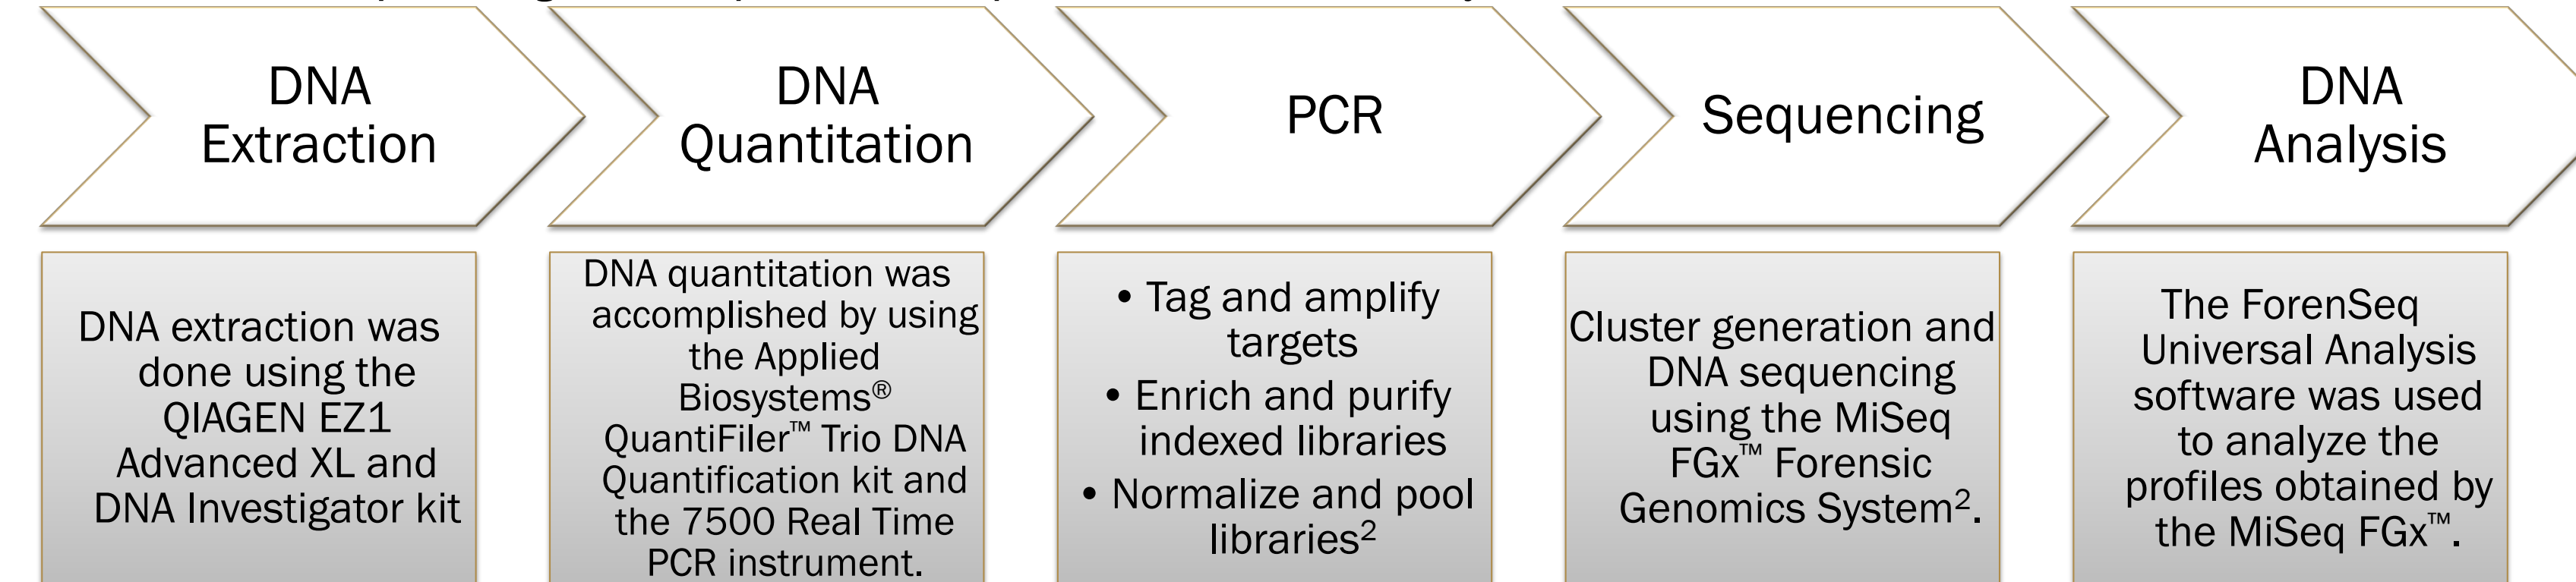 DNA
Extraction
DNA
Quantitation
PCR
Sequencing
DNA
Analysis
DNA extraction was
done using the
QIAGEN EZ1
Advanced XL and
DNA Investigator kit
DNA quantitation was
accomplished by using
the Applied
Biosystems®
QuantiFiler™ Trio DNA
Quantification kit and
the 7500 Real Time
PCR instrument.
• Tag and amplify
targets
• Enrich and purify
indexed libraries
• Normalize and pool
libraries²
Cluster generation and
DNA sequencing
using the MiSeq
FGx™ Forensic
Genomics System².
The ForenSeq
Universal Analysis
software was used
to analyze the
profiles obtained by
the MiSeq FGx™.